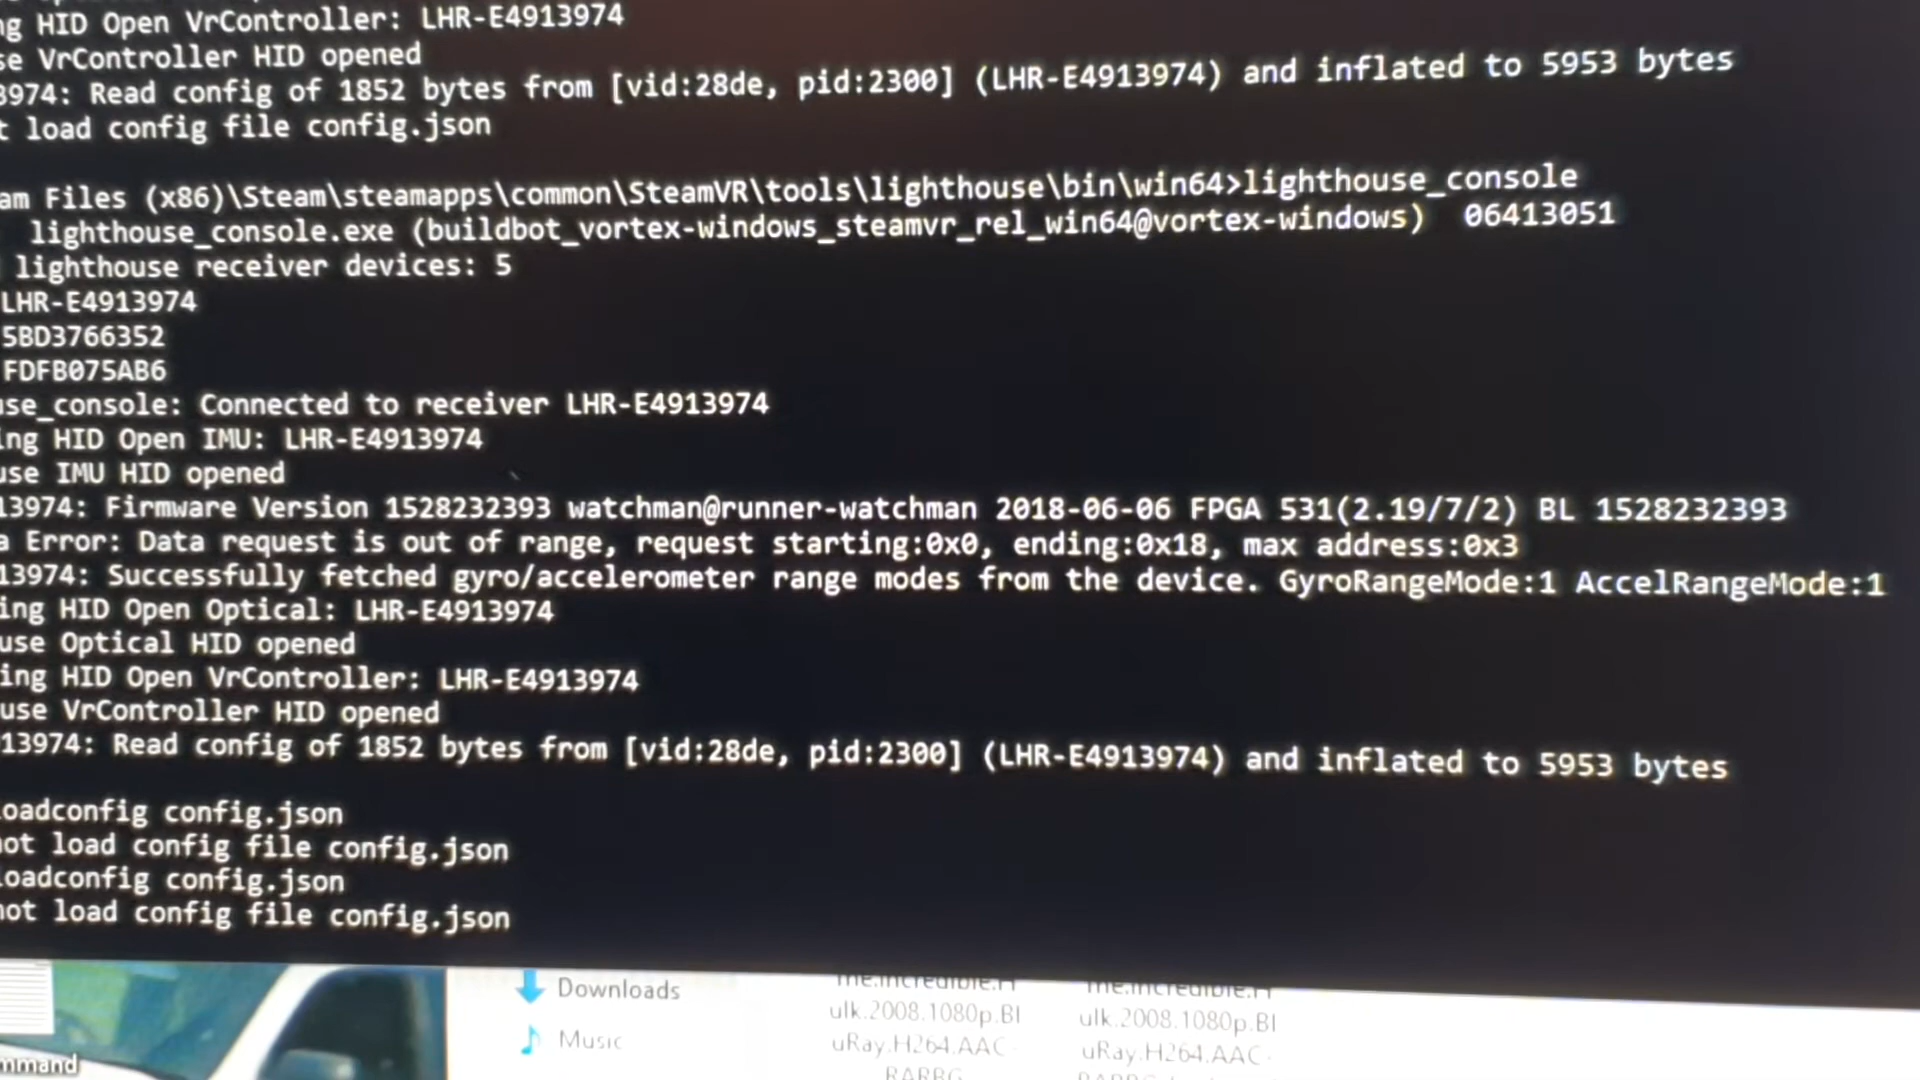 ng HID Open VrController: LHR-E4913974
se VrController HID opened
3974: Read config of 1852 bytes from [vid:28de, pid:2300] (LHR-E4913974) and inflated to 5953 bytes
t load config file config.json
am Files (x86)\Steam\steamapps\common\SteamVR\tools\lighthouse\bin\win64>lighthouse_console
lighthouse_console.exe (buildbot_vortex-windows_steamvr_rel_win64@vortex-windows) 06413051
lighthouse receiver devices: 5
LHR-E4913974
5BD3766352
FDFB075AB6
use_console: Connected to receiver LHR-E4913974
ing HID Open IMU: LHR-E4913974
use IMU HID opened
13974: Firmware Version 1528232393 watchman@runner-watchman 2018-06-06 FPGA 531(2.19/7/2) BL 1528232393
a Error: Data request is out of range, request starting:0x0, ending:0x18, max address:0x3
13974: Successfully fetched gyro/accelerometer range modes from the device. GyroRangeMode:1 AccelRangeMode:1
ing HID Open Optical: LHR-E4913974
use Optical HID opened
ing HID Open VrController: LHR-E4913974
use VrController HID opened
13974: Read config of 1852 bytes from [vid:28de, pid:2300] (LHR-E4913974) and inflated to 5953 bytes
loadconfig config.json
not load config file config.json
loadconfig config.json
not load config file config.json
Downloads
Music
mmand
The.Incredible.H
ulk.2008.1080p.Bl
uRay.H264.AAC-
RARBG
The.Incredible.H
ulk.2008.1080p.Bl
uRay.H264.AAC-